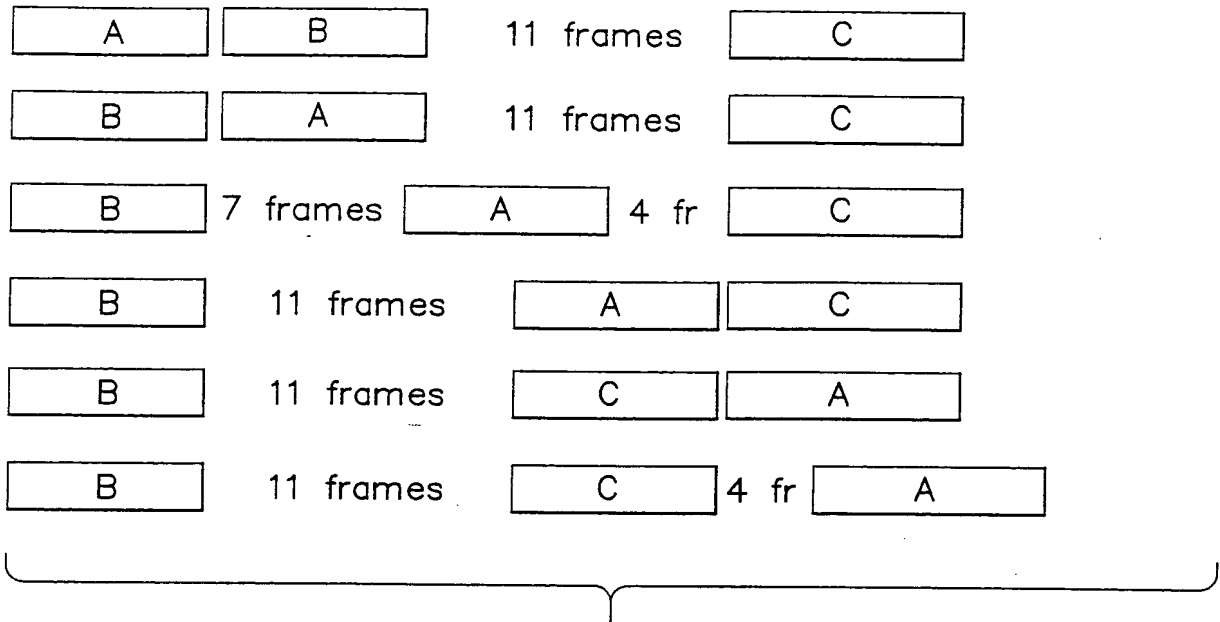 A B 11 frames C
B A 11 frames C
B 7 frames A 4 fr C
B 11 frames A C
B 11 frames C A
B 11 frames C 4 fr A